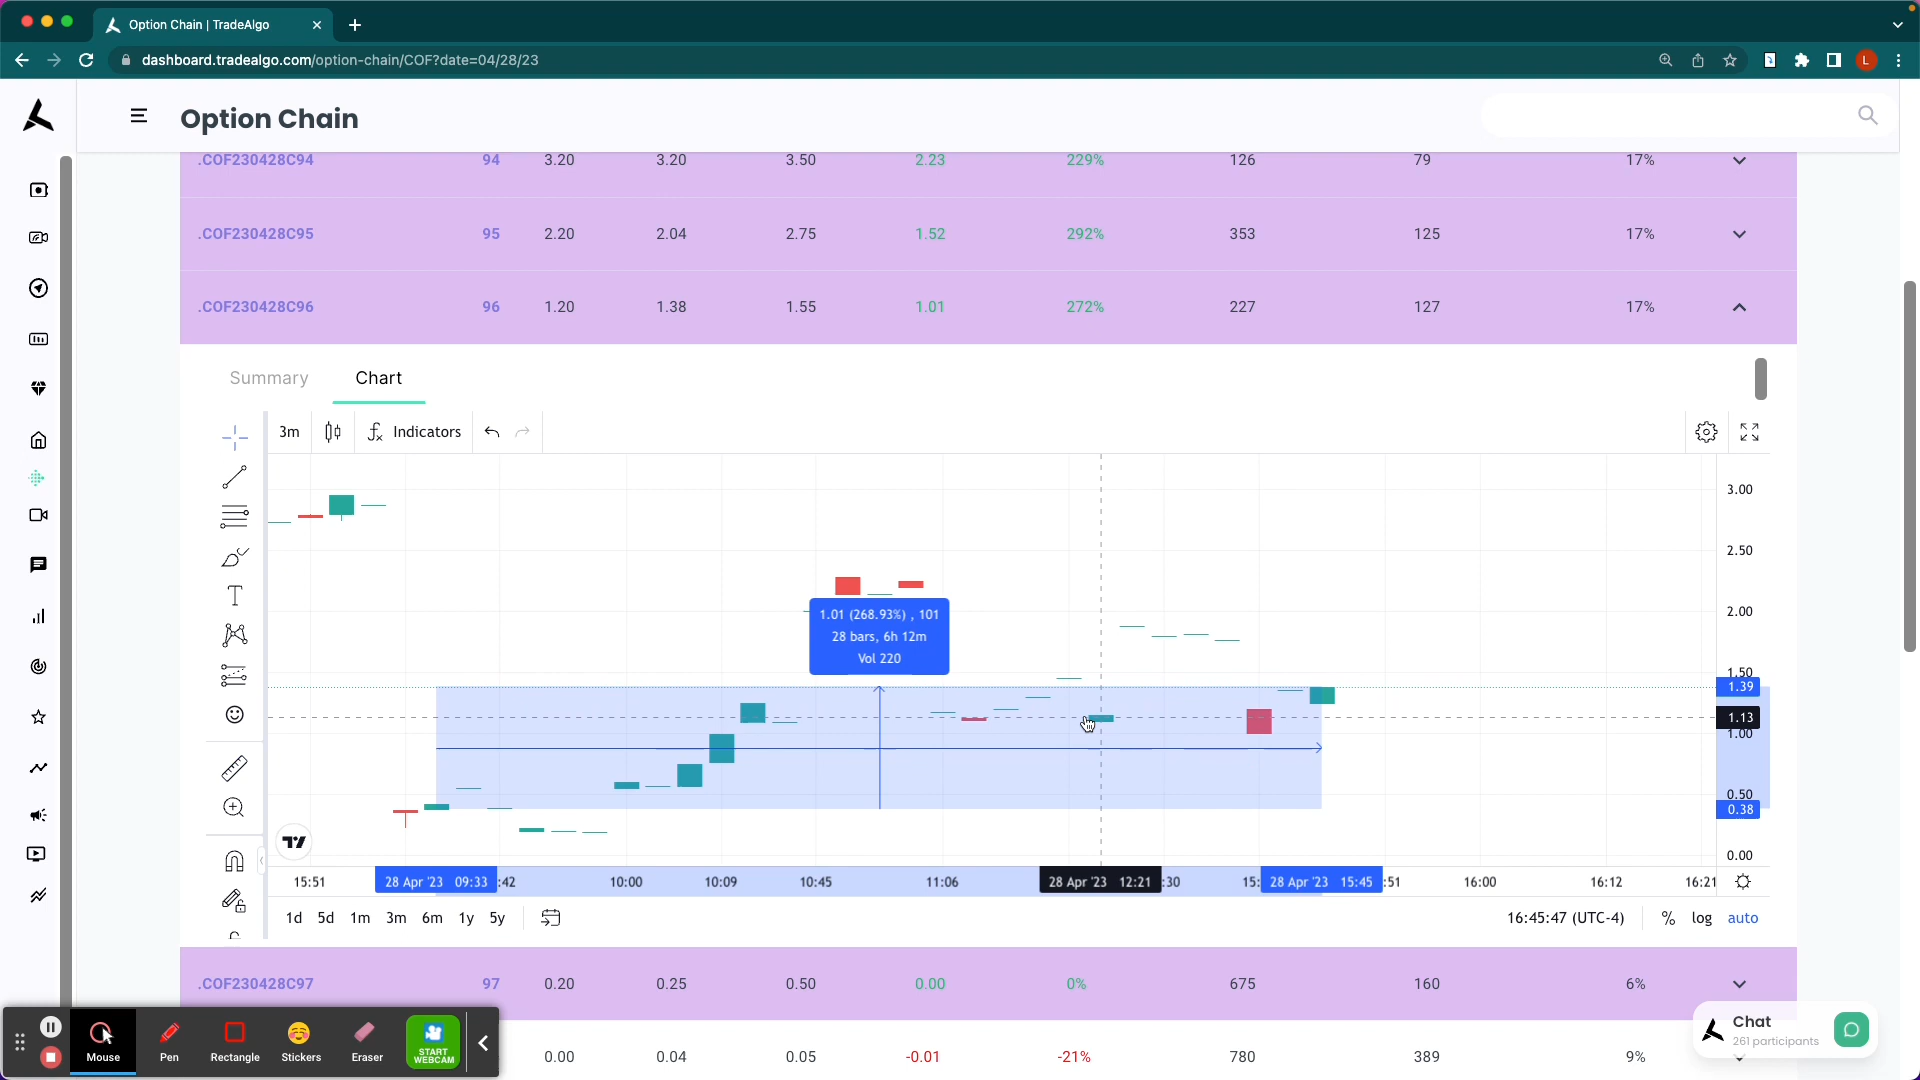 Option Chain | TradeAlgo
dashboard.tradealgo.com/option-chain/COF?date=04/28/23
L
Option Chain
.COF230428C94 94 3.20 3.20 3.50 2.23 229% 126 79 17%
.COF230428C95 95 2.20 2.04 2.75 1.52 292% 353 125 17%
.COF230428C96 96 1.20 1.38 1.55 1.01 272% 227 127 17%
Summary Chart
3m Indicators
3.00
2.50
2.00
1.50
1.39
1.13
1.00
0.50
0.38
0.00
1.01 (268.93%) , 101
28 bars, 6h 12m
Vol 220
15:51 28 Apr '23 09:33 :42 10:00 10:09 10:45 11:06 28 Apr '23 12:21 :30 15: 28 Apr '23 15:45 :51 16:00 16:12 16:21
1d 5d 1m 3m 6m 1y 5y 16:45:47 (UTC-4) % log auto
.COF230428C97 97 0.20 0.25 0.50 0.00 0% 675 160 6%
0.00 0.04 0.05 -0.01 -21% 780 389 9%
Mouse Pen Rectangle Stickers Eraser START WEBCAM
Chat
261 participants